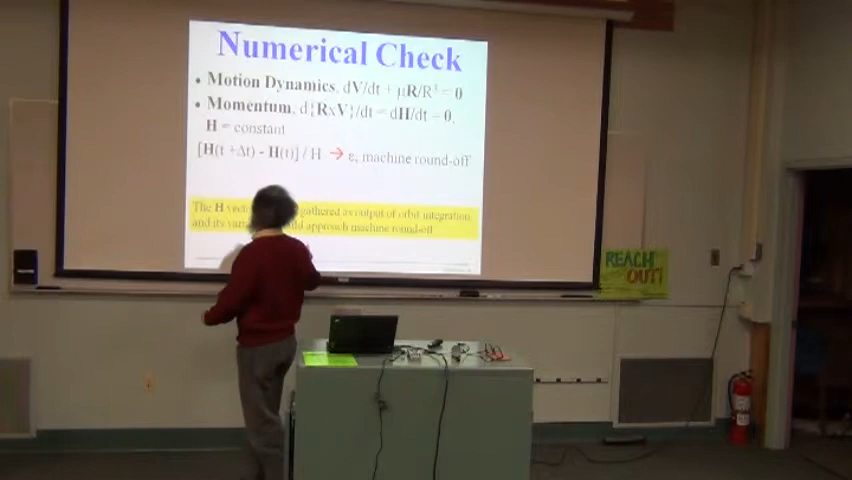 Numerical Check
• Motion Dynamics, dV/dt + μR/R³ = 0
• Momentum, d{RxV}/dt = dH/dt = 0,
H = constant
[H(t +Δt) - H(t)] / H → ε, machine round-off
The H gathered as output of orbit integration
and its approach machine round-off
REACH
OUT!